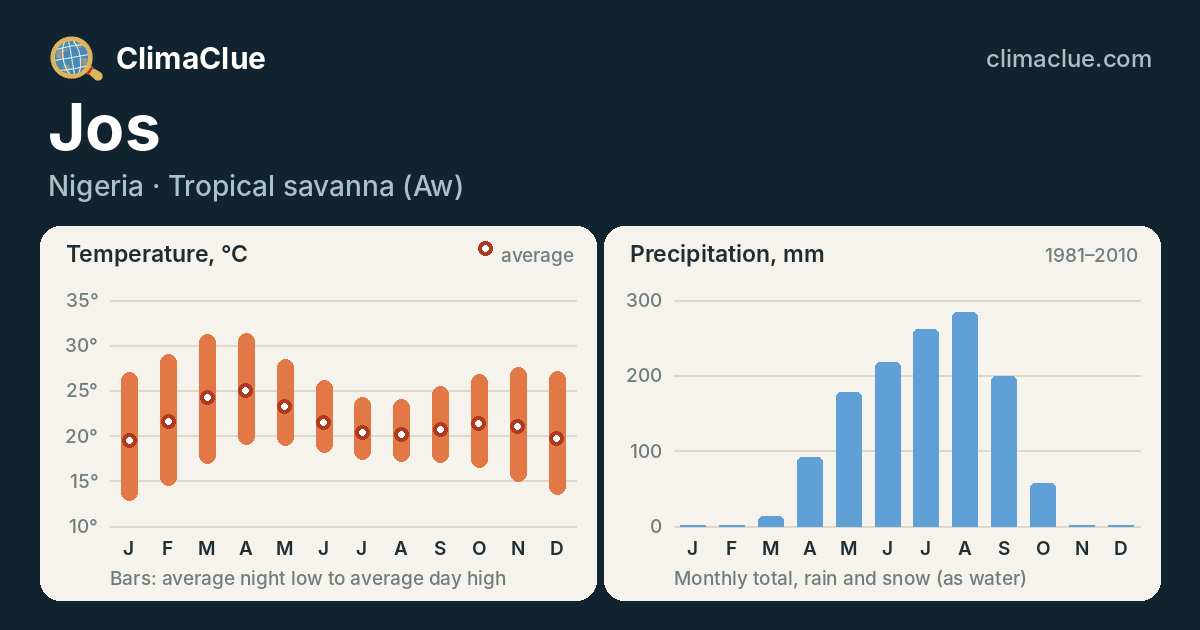 ClimaClue
climaclue.com
Jos
Nigeria · Tropical savanna (Aw)
Temperature, °C
average
35°
30°
25°
20°
15°
10°
J F M A M J J A S O N D
Bars: average night low to average day high
Precipitation, mm
1981–2010
300
200
100
0
J F M A M J J A S O N D
Monthly total, rain and snow (as water)